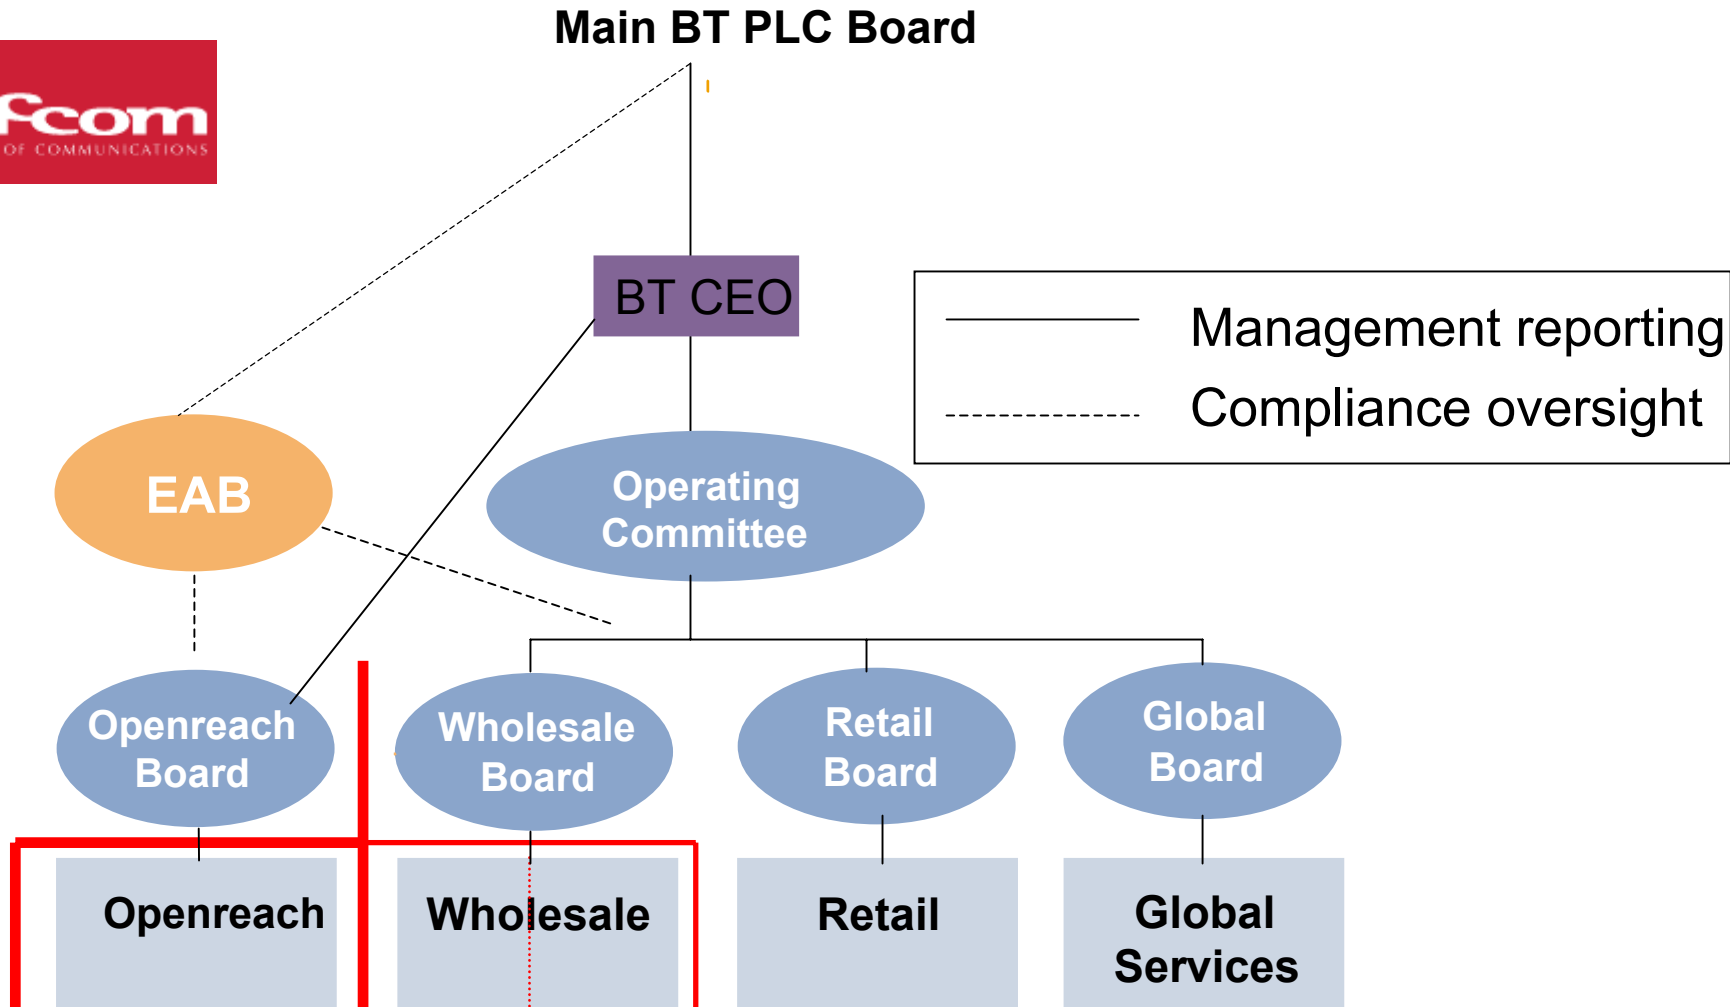 Main BT PLC Board
fcom
OF COMMUNICATIONS
BT CEO
Management reporting
Compliance oversight
EAB
Operating
Committee
Openreach
Board
Wholesale
Board
Retail
Board
Global
Board
Openreach
Wholesale
Retail
Global
Services